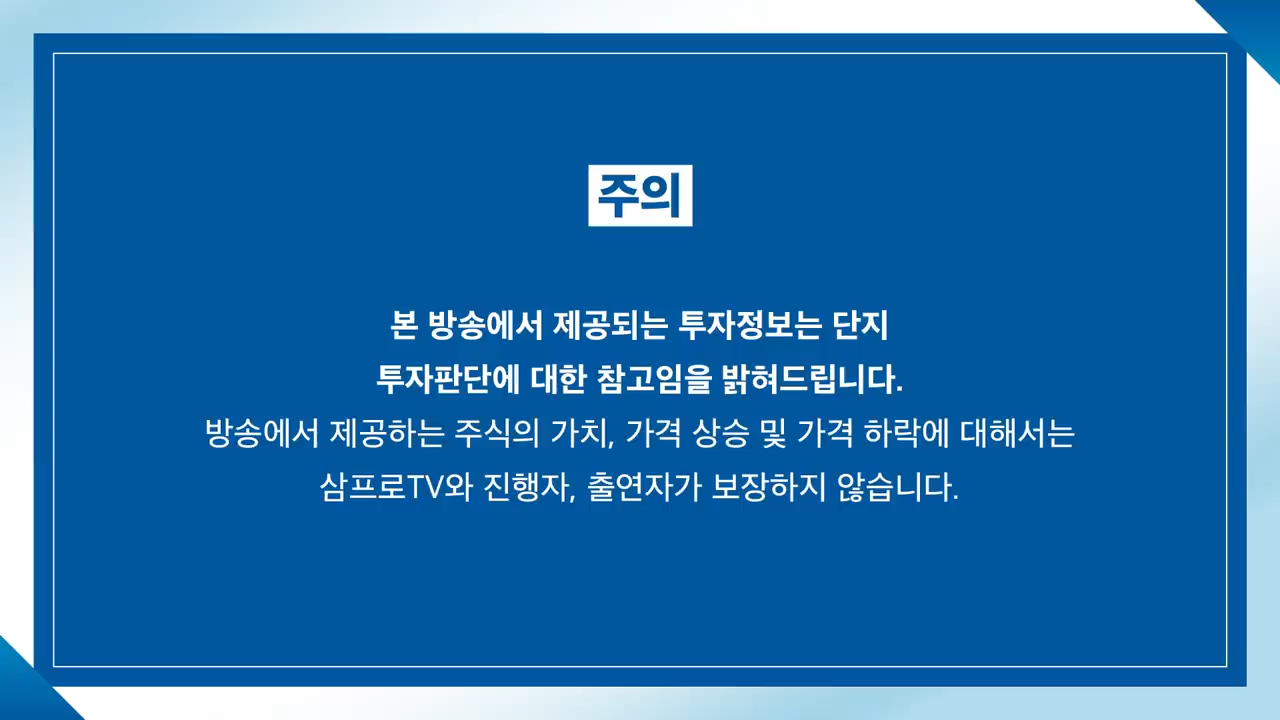 주의
본 방송에서 제공되는 투자정보는 단지
투자판단에 대한 참고임을 밝혀드립니다.
방송에서 제공하는 주식의 가치, 가격 상승 및 가격 하락에 대해서는
삼프로TV와 진행자, 출연자가 보장하지 않습니다.